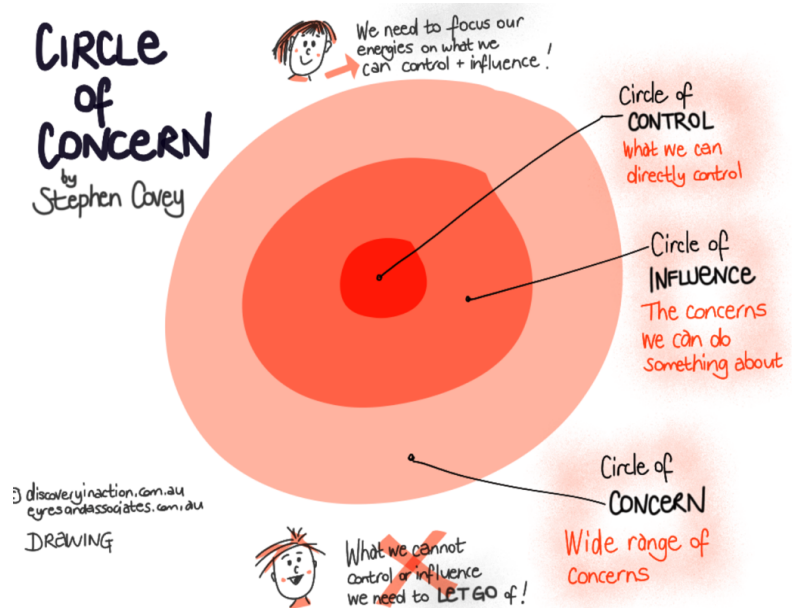 CIRCLE
of
CONCERN
by
Stephen Covey
We need to focus our
energies on what we
can control + influence!
Circle of
CONTROL
What we can
directly control
Circle of
INFLUENCE
The concerns
we can do
something about
Circle of
CONCERN
Wide range of
concerns
© discoveryinaction.com.au
eyresandassociates.com.au
DRAWING
What we cannot
control or influence
we need to LET GO of!